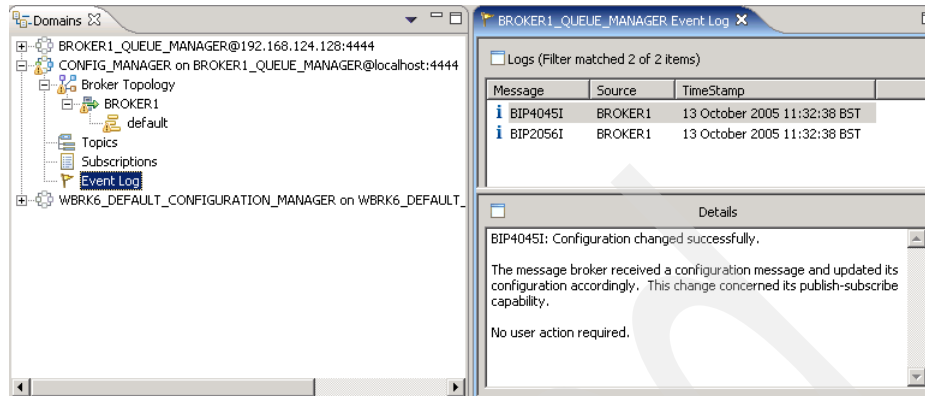 Domains
BROKER1_QUEUE_MANAGER@192.168.124.128:4444
CONFIG_MANAGER on BROKER1_QUEUE_MANAGER@localhost:4444
Broker Topology
BROKER1
default
Topics
Subscriptions
Event Log
WBRK6_DEFAULT_CONFIGURATION_MANAGER on WBRK6_DEFAULT_
BROKER1_QUEUE_MANAGER Event Log
Logs (Filter matched 2 of 2 items)
Message Source TimeStamp
BIP4045I BROKER1 13 October 2005 11:32:38 BST
BIP2056I BROKER1 13 October 2005 11:32:38 BST
Details
BIP4045I: Configuration changed successfully.
The message broker received a configuration message and updated its
configuration accordingly. This change concerned its publish-subscribe
capability.
No user action required.